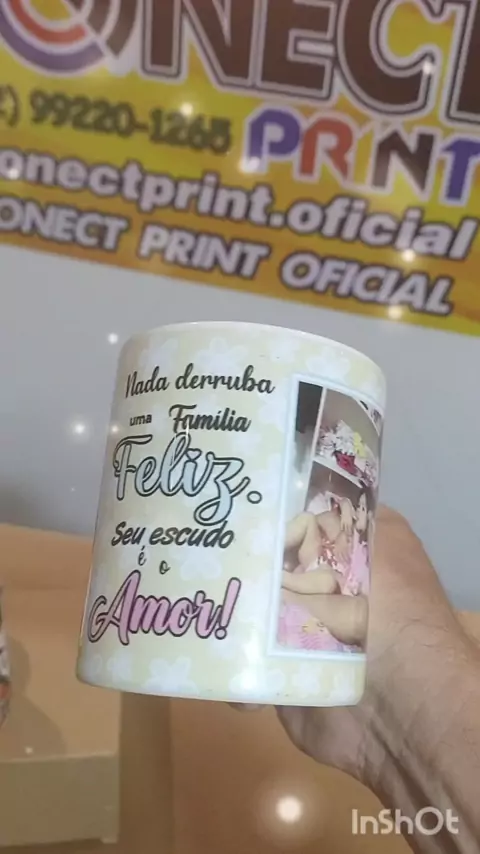 ONECT
99220-1265 PRINT
onectprint.oficial
ONECT PRINT OFICIAL
Nada derruba
uma Família
Feliz.
Seu escudo
é o
Amor!
InShOt